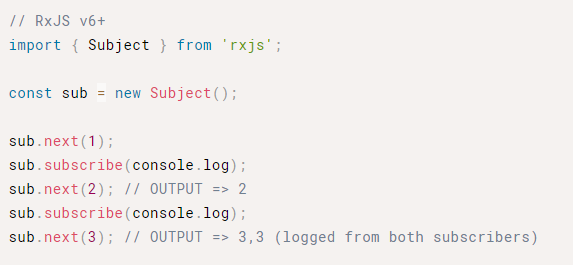 // RxJS v6+
import { Subject } from 'rxjs';
const sub = new Subject();
sub.next(1);
sub.subscribe(console.log);
sub.next(2); // OUTPUT => 2
sub.subscribe(console.log);
sub.next(3); // OUTPUT => 3,3 (logged from both subscribers)